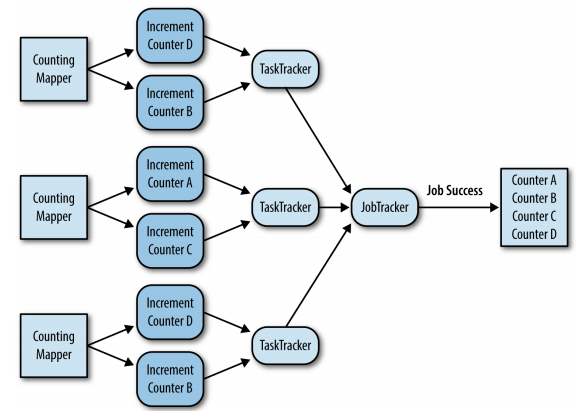 Counting
Mapper
Increment
Counter D
Increment
Counter B
TaskTracker
Counting
Mapper
Increment
Counter A
Increment
Counter C
TaskTracker
JobTracker
Job Success
Counter A
Counter B
Counter C
Counter D
Counting
Mapper
Increment
Counter D
Increment
Counter B
TaskTracker